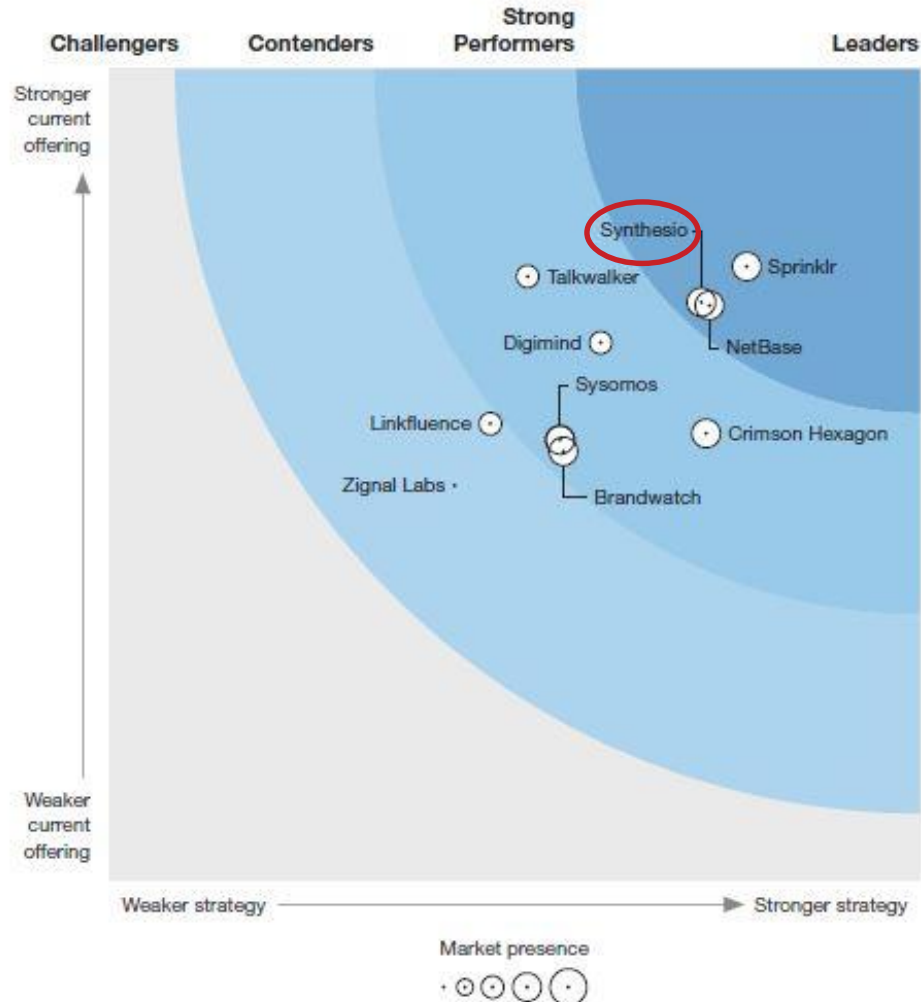 Challengers
Contenders
Strong
Performers
Leaders
Stronger
current
offering
Synthesio
Sprinklr
Talkwalker
NetBase
Digimind
Sysomos
Linkfluence
Crimson Hexagon
Zignal Labs
Brandwatch
Weaker
current
offering
Weaker strategy
Stronger strategy
Market presence